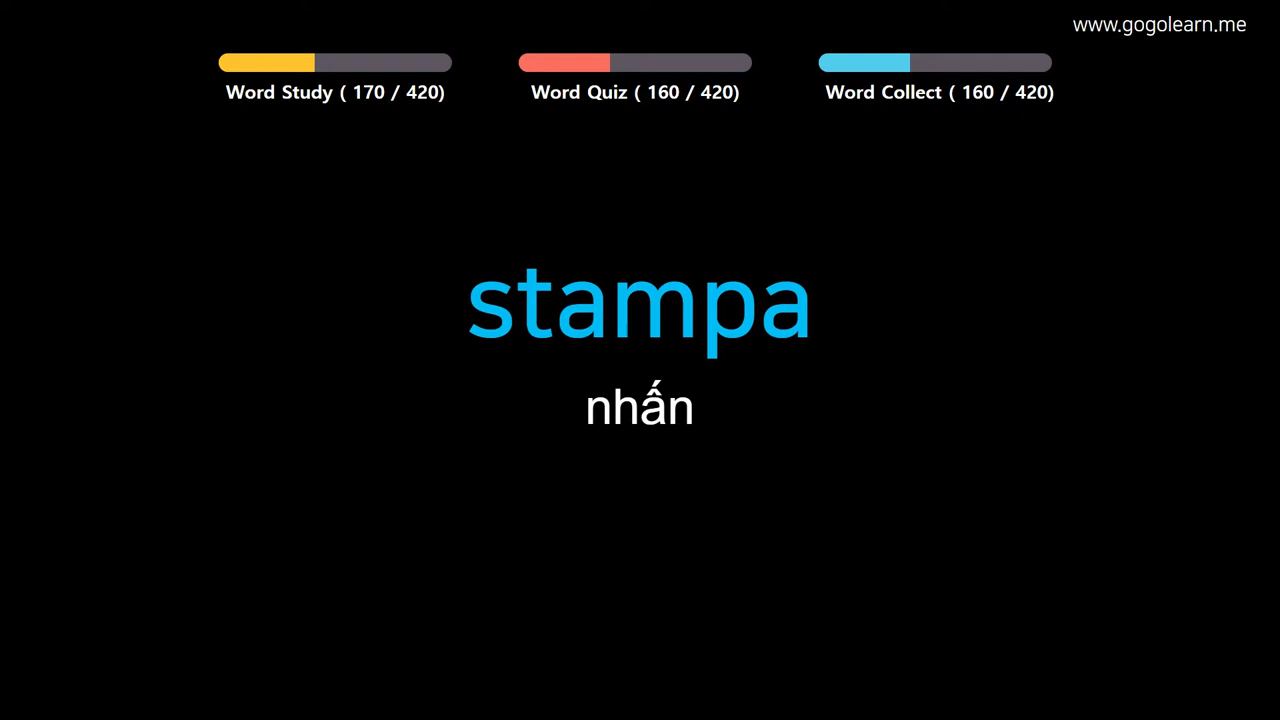 www.gogolearn.me
Word Study ( 170 / 420)
Word Quiz ( 160 / 420)
Word Collect ( 160 / 420)
stampa
nhấn